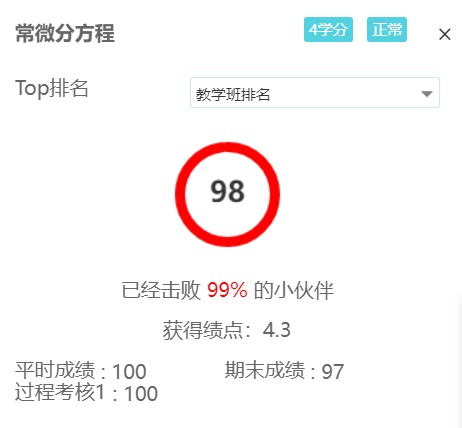 常微分方程 4学分 正常 ×
Top排名 教学班排名
98
已经击败 99% 的小伙伴
获得绩点：4.3
平时成绩 : 100 期末成绩 : 97
过程考核1 : 100